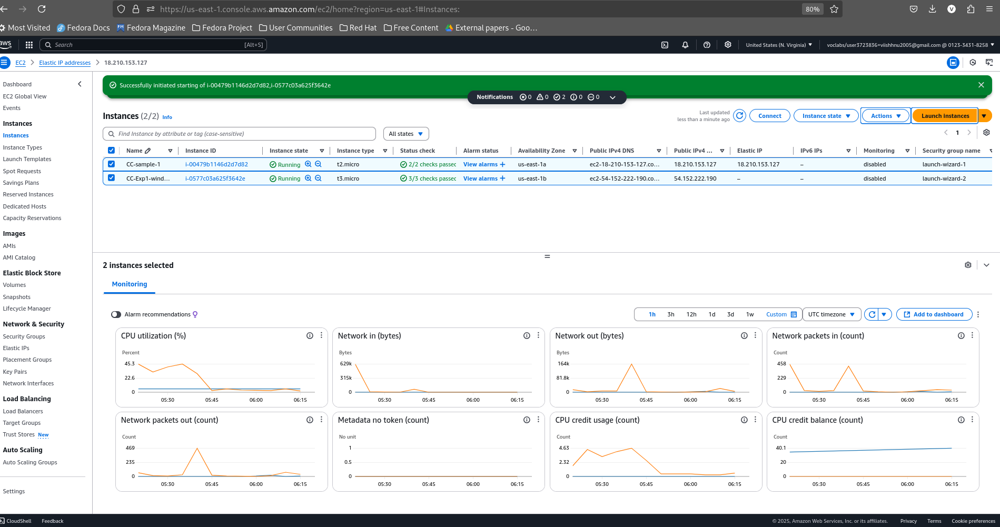 https://us-east-1.console.aws.amazon.com/ec2/home?region=us-east-1#Instances:
80%
V
Most Visited
Fedora Docs
FM Fedora Magazine
Fedora Project
User Communities
Red Hat
Free Content
External papers - Goo…
aws
Search
[Alt+S]
United States (N. Virginia)
voclabs/user3723836=viishhnu2005@gmail.com @ 0123-3431-8258
EC2
Elastic IP addresses
18.210.153.127
Dashboard
EC2 Global View
Events
Instances
Instances
Instance Types
Launch Templates
Spot Requests
Savings Plans
Reserved Instances
Dedicated Hosts
Capacity Reservations
Images
AMIs
AMI Catalog
Elastic Block Store
Volumes
Snapshots
Lifecycle Manager
Network & Security
Security Groups
Elastic IPs
Placement Groups
Key Pairs
Network Interfaces
Load Balancing
Load Balancers
Target Groups
Trust Stores New
Auto Scaling
Auto Scaling Groups
Settings
Successfully initiated starting of i-00479b1146d2d7d82,i-0577c03a625f3642e
Notifications 0 0 2 0 0
Instances (2/2) Info
Last updated
less than a minute ago
Connect
Instance state
Actions
Launch instances
Find Instance by attribute or tag (case-sensitive)
All states
1
Name Instance ID Instance state Instance type Status check Alarm status Availability Zone Public IPv4 DNS Public IPv4 ... Elastic IP IPv6 IPs Monitoring Security group name
CC-sample-1 i-00479b1146d2d7d82 Running t2.micro 2/2 checks passec View alarms + us-east-1a ec2-18-210-153-127.co... 18.210.153.127 18.210.153.127 – disabled launch-wizard-1
CC-Exp1-wind... i-0577c03a625f3642e Running t3.micro 3/3 checks passec View alarms + us-east-1b ec2-54-152-222-190.co... 54.152.222.190 – – disabled launch-wizard-2
2 instances selected
Monitoring
Alarm recommendations
1h 3h 12h 1d 3d 1w Custom
UTC timezone
Add to dashboard
CPU utilization (%)
Percent
45.3
22.6
0
05:30 05:45 06:00 06:15
Network in (bytes)
Bytes
629k
315k
0
05:30 05:45 06:00 06:15
Network out (bytes)
Bytes
164k
81.8k
0
05:30 05:45 06:00 06:15
Network packets in (count)
Count
458
229
0
05:30 05:45 06:00 06:15
Network packets out (count)
Count
469
235
0
05:30 05:45 06:00 06:15
Metadata no token (count)
No unit
1
0.5
0
05:30 05:45 06:00 06:15
CPU credit usage (count)
Count
4.63
2.32
0
05:30 05:45 06:00 06:15
CPU credit balance (count)
Count
40.1
20
0
05:30 05:45 06:00 06:15
CloudShell
Feedback
© 2025, Amazon Web Services, Inc. or its affiliates.
Privacy
Terms
Cookie preferences